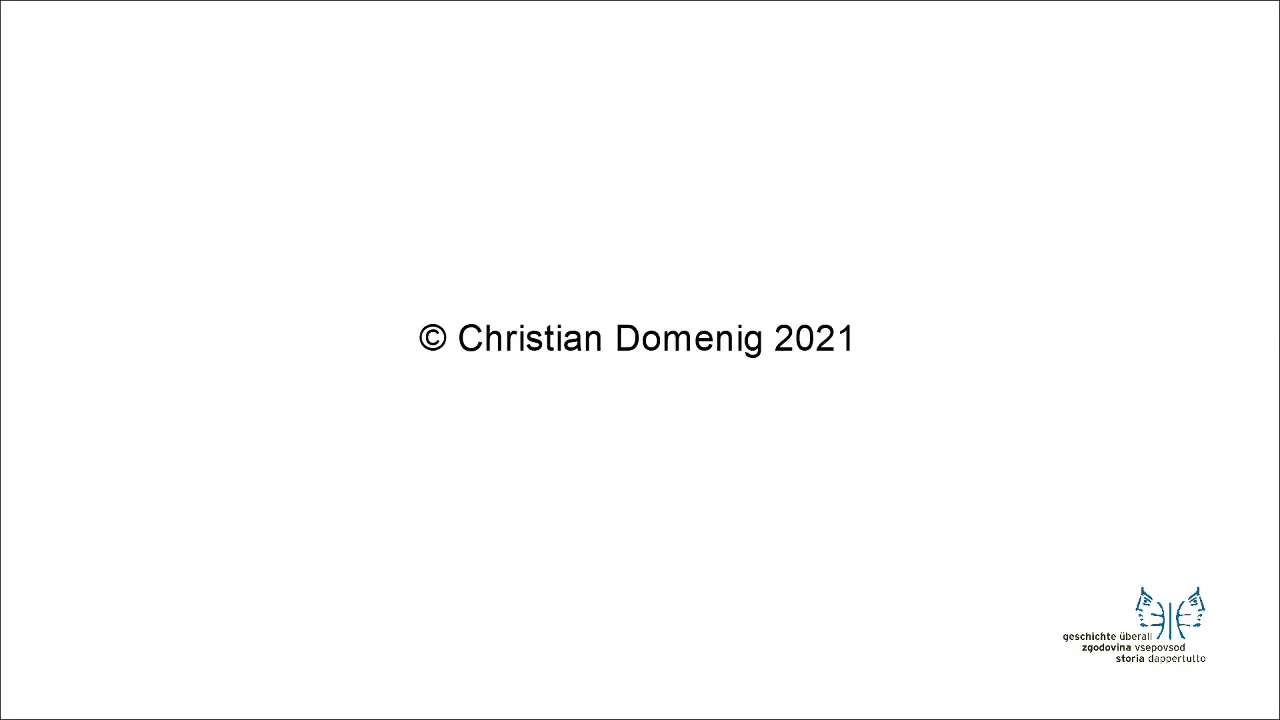 © Christian Domenig 2021
geschichte überall
zgodovina vsepovsod
storia dappertutto